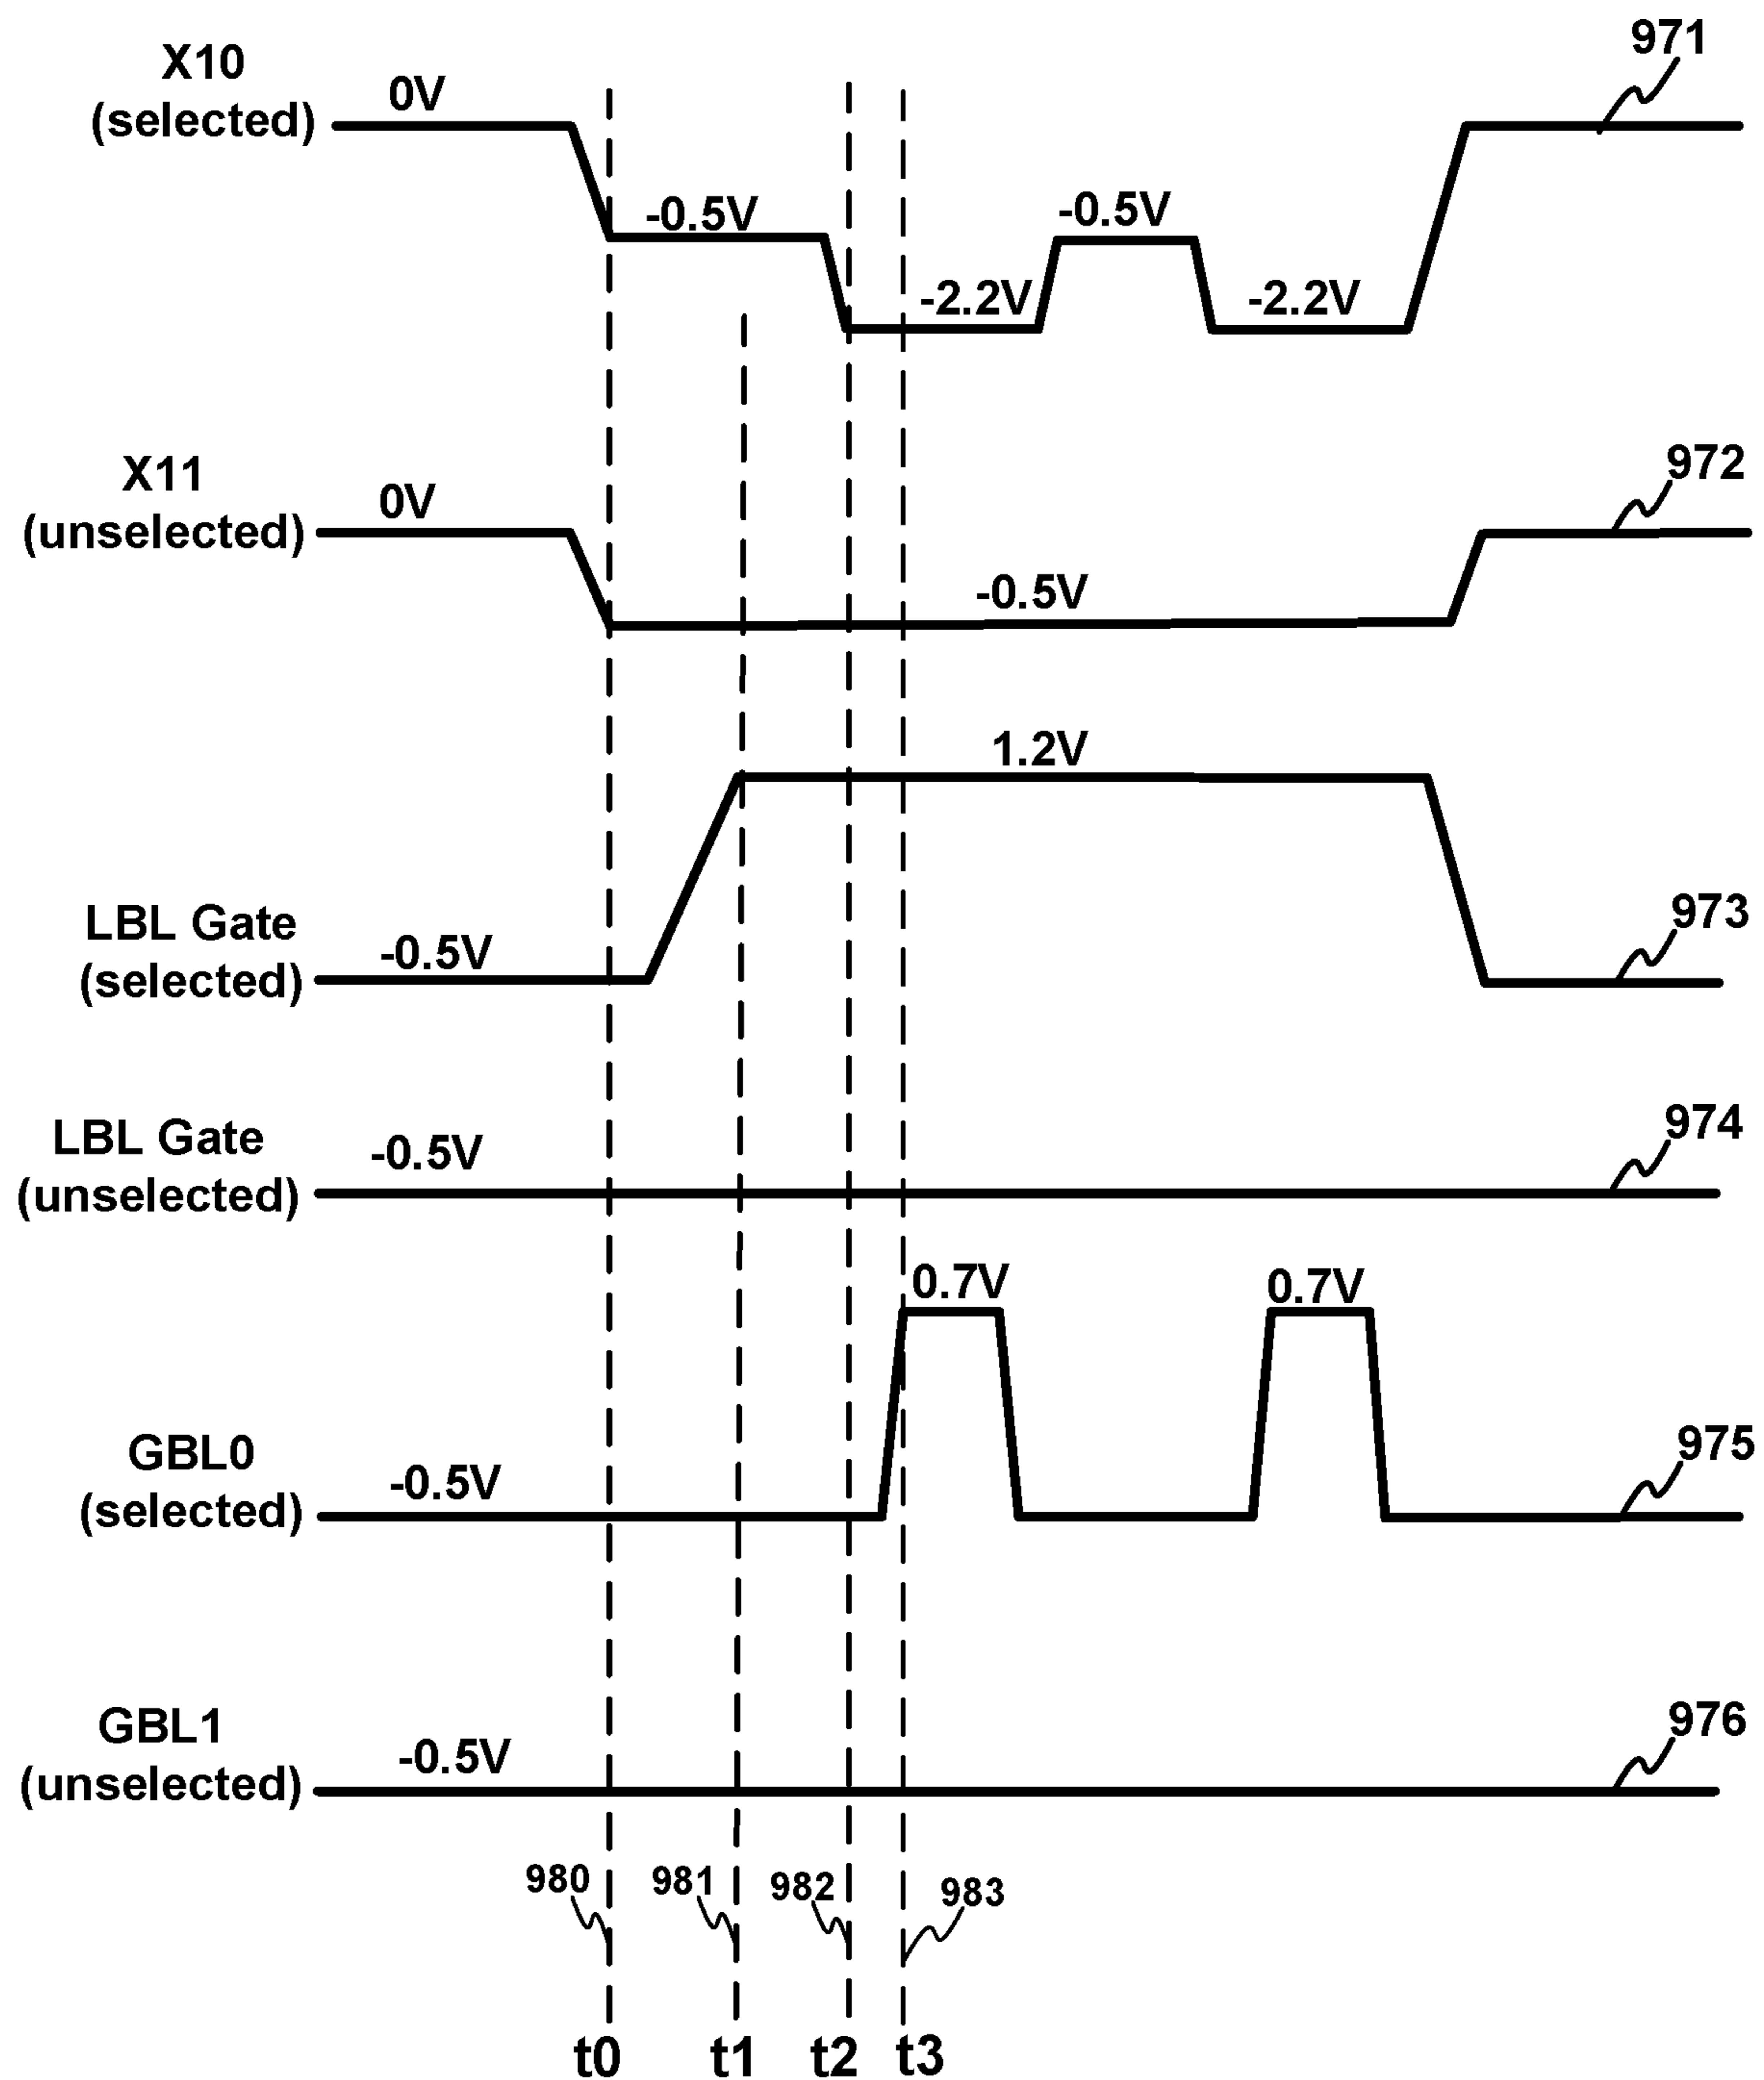 X10
(selected)
0V
-0.5V
-2.2V
-0.5V
-2.2V
971
X11
(unselected)
0V
-0.5V
972
LBL Gate
(selected)
-0.5V
1.2V
973
LBL Gate
(unselected)
-0.5V
974
GBL0
(selected)
-0.5V
0.7V
0.7V
975
GBL1
(unselected)
-0.5V
976
980
981
982
983
t0
t1
t2
t3